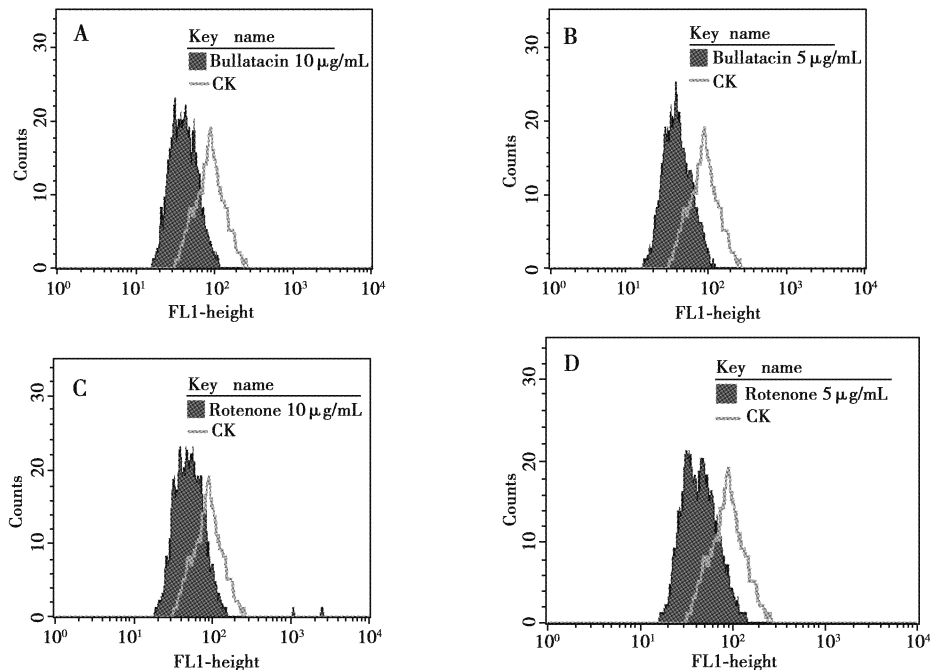 A
Key name
Bullatacin 10 μg/mL
CK
Counts
30
20
10
0
10⁰ 10¹ 10² 10³ 10⁴
FL1-height
B
Key name
Bullatacin 5 μg/mL
CK
Counts
30
20
10
0
10⁰ 10¹ 10² 10³ 10⁴
FL1-height
C
Key name
Rotenone 10 μg/mL
CK
Counts
30
20
10
0
10⁰ 10¹ 10² 10³ 10⁴
FL1-height
D
Key name
Rotenone 5 μg/mL
CK
Counts
30
20
10
0
10⁰ 10¹ 10² 10³ 10⁴
FL1-height